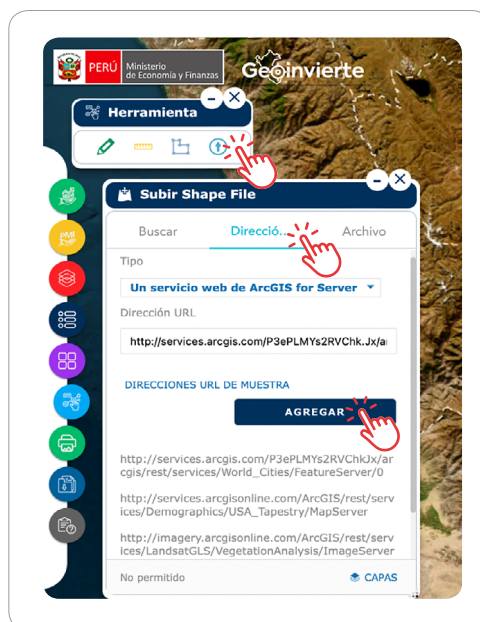 PERÚ
Ministerio
de Economía y Finanzas
Geoinvierte
Herramienta
Subir Shape File
Buscar
Direcció...
Archivo
Tipo
Un servicio web de ArcGIS for Server
Dirección URL
http://services.arcgis.com/P3ePLMYs2RVChk.Jx/a
DIRECCIONES URL DE MUESTRA
AGREGAR
http://services.arcgis.com/P3ePLMYs2RVChkJx/ar
cgis/rest/services/World_Cities/FeatureServer/0
http://services.arcgisonline.com/ArcGIS/rest/serv
ices/Demographics/USA_Tapestry/MapServer
http://imagery.arcgisonline.com/ArcGIS/rest/serv
ices/LandsatGLS/VegetationAnalysis/ImageServer
No permitido
CAPAS
PMI